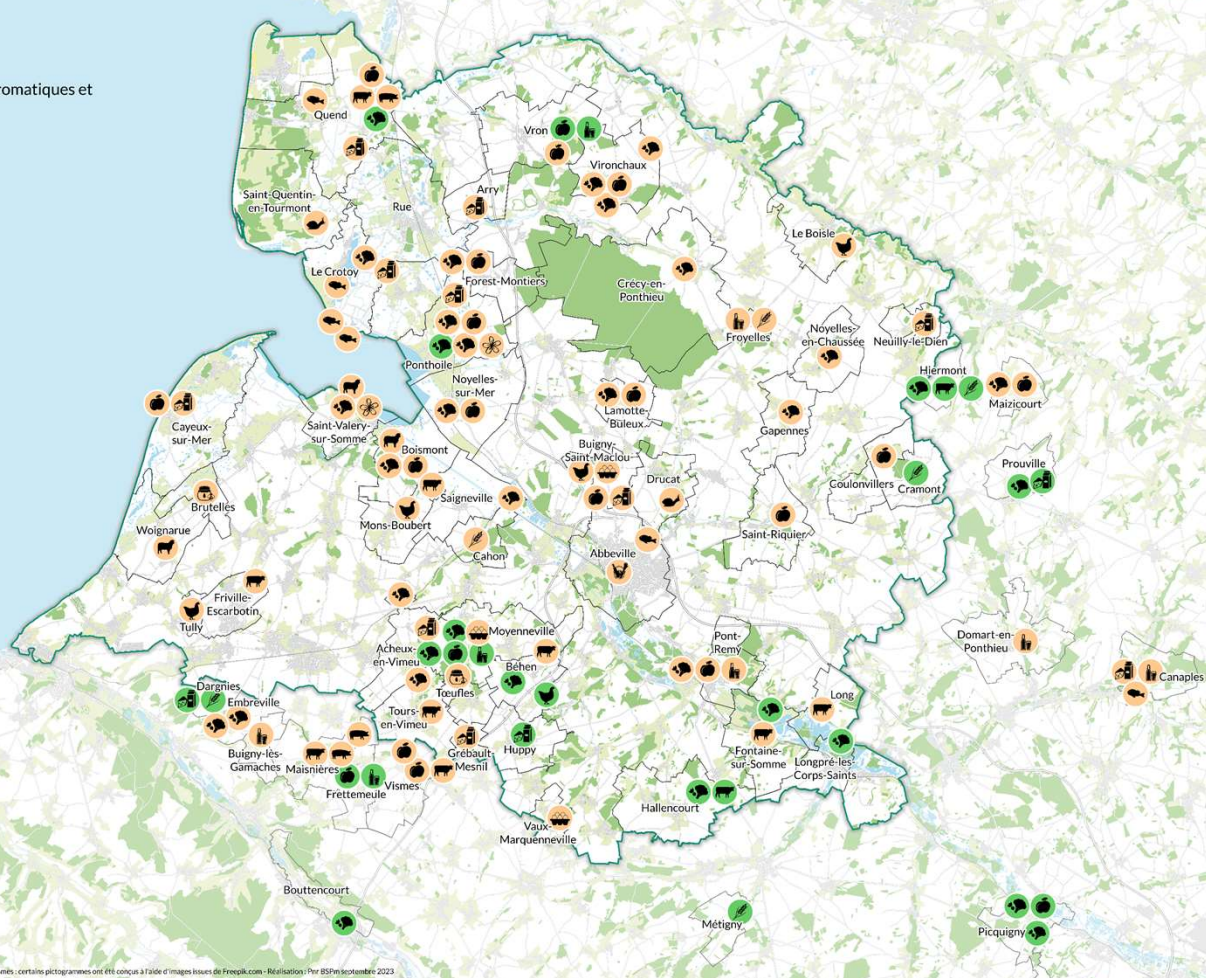 romatiques et
Quend
Vron
Vironchaux
Saint-Quentin-
en-Tourmont
Arry
Rue
Le Boisle
Le Crotoy
Forest-Montiers
Crécy-en-
Ponthieu
Froyelles
Noyelles-
en-Chaussée
Neuilly-le-Dien
Ponthoile
Hiermont
Noyelles-
sur-Mer
Maizicourt
Cayeux-
sur-Mer
Saint-Valery-
sur-Somme
Lamotte-
Buleux
Gapennes
Boismont
Buigny-
Saint-Maclou
Drucat
Prouville
Coulonvillers
Cramont
Brutelles
Saigneville
Mons-Boubert
Woignarue
Saint-Riquier
Cahon
Abbeville
Friville-
Escarbotin
Tully
Moyenneville
Pont-
Remy
Domart-en-
Ponthieu
Acheux-
en-Vimeu
Béhen
Canaples
Dargnies
Tœufles
Long
Embreville
Tours-
en-Vimeu
Buigny-lès-
Gamaches
Grébault-
Mesnil
Huppy
Fontaine-
sur-Somme
Longpré-les-
Corps-Saints
Maisnières
Vismes
Frettemeule
Hallencourt
Vaux-
Marquenneville
Bouttencourt
Métigny
Picquigny
certains pictogrammes ont été conçus à l'aide d'images issues de Freepik.com - Réalisation : Pnr BSPm septembre 2023